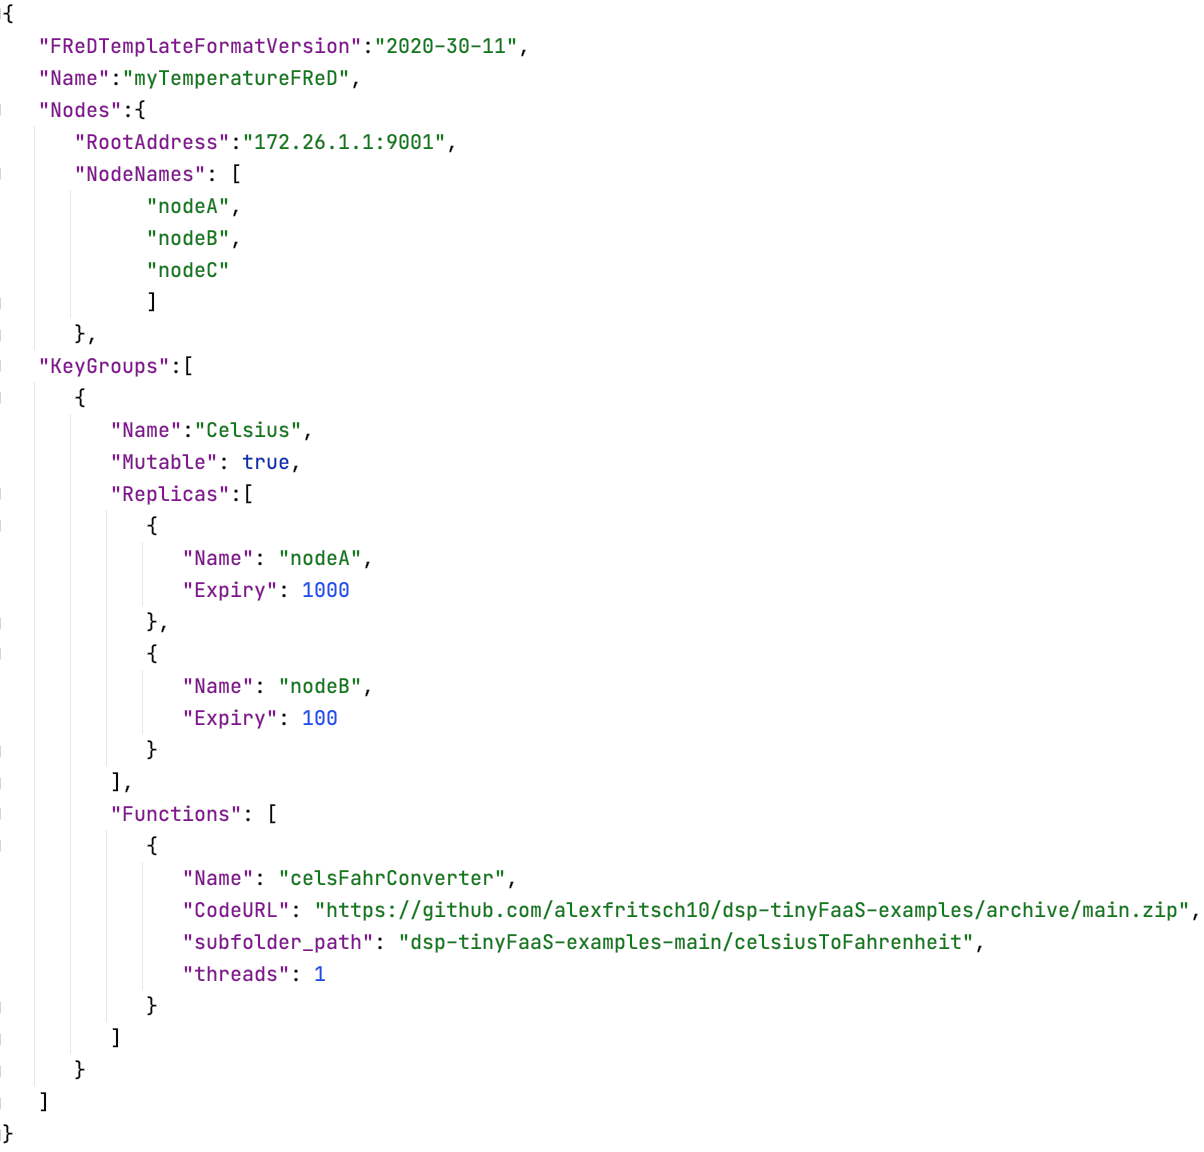 {
"FReDTemplateFormatVersion":"2020-30-11",
"Name":"myTemperatureFReD",
"Nodes":{
"RootAddress":"172.26.1.1:9001",
"NodeNames": [
"nodeA",
"nodeB",
"nodeC"
]
},
"KeyGroups":[
{
"Name":"Celsius",
"Mutable": true,
"Replicas":[
{
"Name": "nodeA",
"Expiry": 1000
},
{
"Name": "nodeB",
"Expiry": 100
}
],
"Functions": [
{
"Name": "celsFahrConverter",
"CodeURL": "https://github.com/alexfritsch10/dsp-tinyFaaS-examples/archive/main.zip",
"subfolder_path": "dsp-tinyFaaS-examples-main/celsiusToFahrenheit",
"threads": 1
}
]
}
]
}